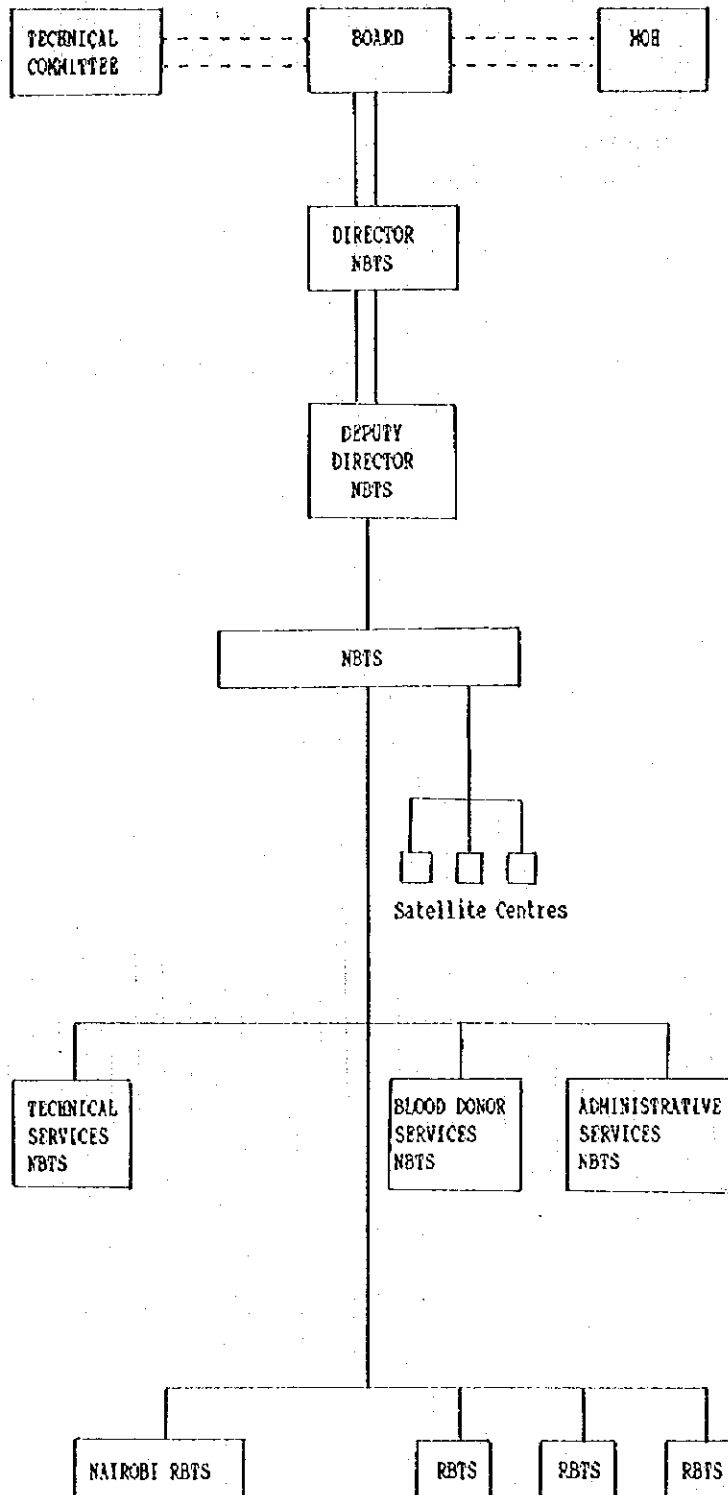 TECHNICAL
COMMITTEE
BOARD
MOH
DIRECTOR
NBTS
DEPUTY
DIRECTOR
NBTS
NBTS
Satellite Centres
TECHNICAL
SERVICES
NBTS
BLOOD DONOR
SERVICES
NBTS
ADMINISTRATIVE
SERVICES
NBTS
NAIROBI RBTS
RBTS
RBTS
RBTS